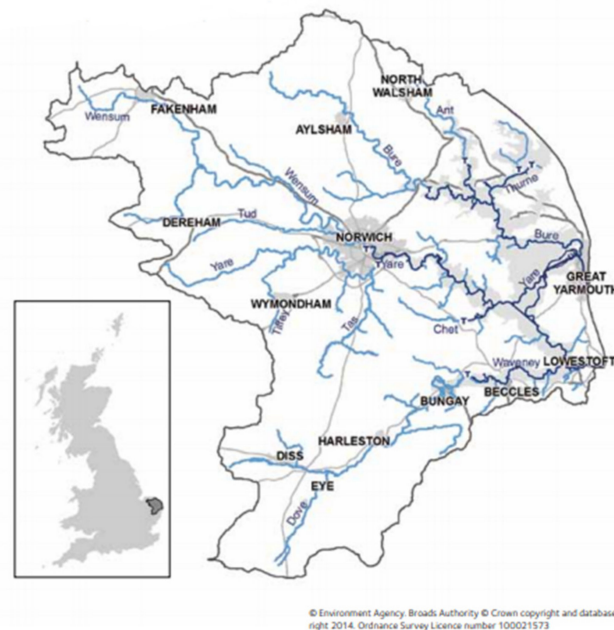 NORTH
WALSHAM
FAKENHAM
Wensum
Ant
AYLSHAM
Bure
Thurne
Wensum
DEREHAM
Tud
NORWICH
Bure
Yare
Yare
Yare
GREAT
YARMOUTH
WYMONDHAM
Tiffey
Tas
Chet
Waveney
LOWESTOFT
BECCLES
BUNGAY
HARLESTON
DISS
EYE
Dove
© Environment Agency. Broads Authority © Crown copyright and database
right 2014. Ordnance Survey Licence number 100021573